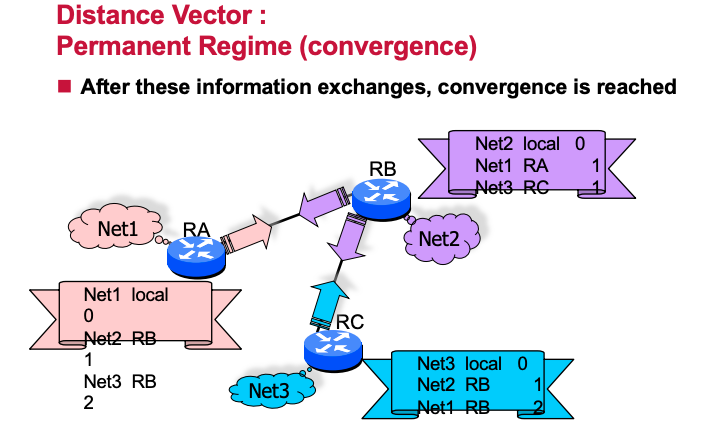 Distance Vector :
Permanent Regime (convergence)
After these information exchanges, convergence is reached
RB
Net2 local 0
Net1 RA 1
Net3 RC 1
Net1
RA
Net2
Net1 local
0
Net2 RB
1
Net3 RB
2
RC
Net3
Net3 local 0
Net2 RB 1
Net1 RB 2